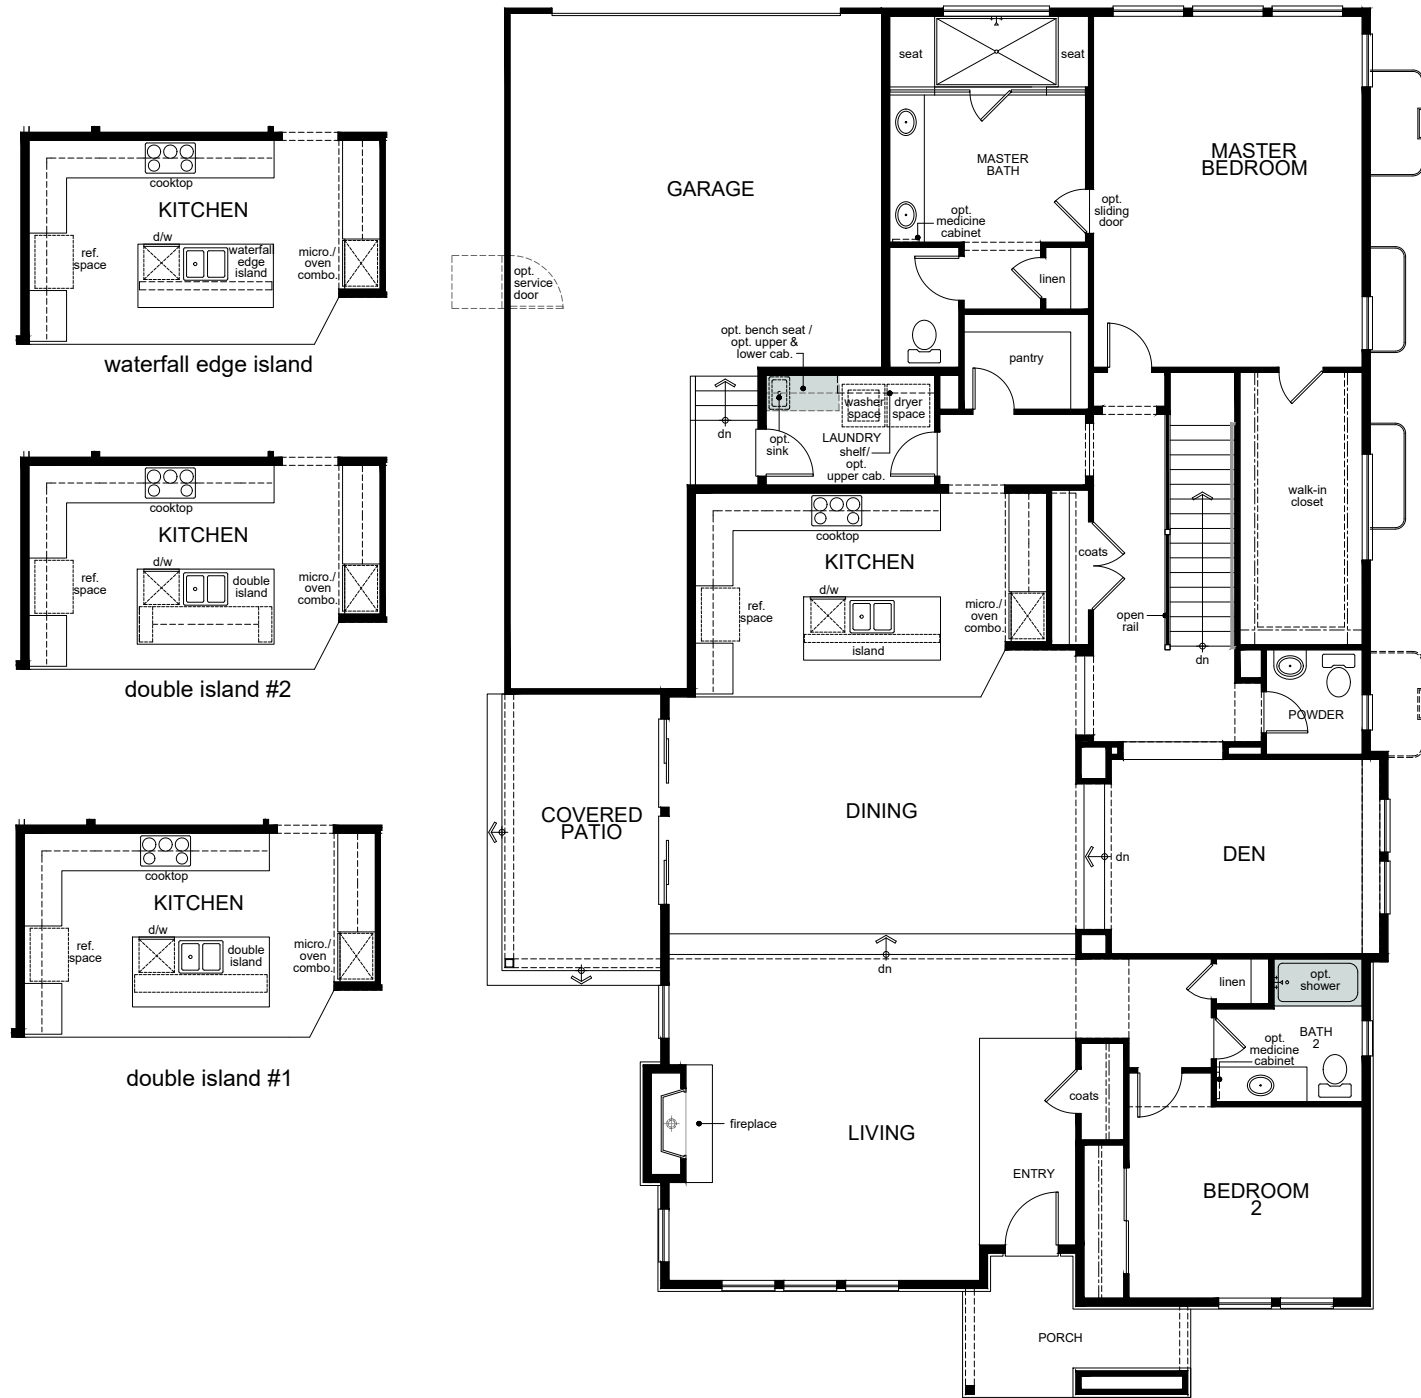 cooktop
KITCHEN
d/w
waterfall
edge
island
ref.
space
micro./
oven
combo.
waterfall edge island
cooktop
KITCHEN
d/w
double
island
ref.
space
micro./
oven
combo.
double island #2
cooktop
KITCHEN
d/w
double
island
ref.
space
micro./
oven
combo.
double island #1
GARAGE
opt.
service
door
seat
seat
MASTER
BATH
opt.
medicine
cabinet
opt.
sliding
door
MASTER
BEDROOM
linen
pantry
opt. bench seat /
opt. upper &
lower cab.
washer
space
dryer
space
dn
opt.
sink
LAUNDRY
shelf/
opt.
upper cab.
walk-in
closet
cooktop
KITCHEN
d/w
ref.
space
island
micro./
oven
combo.
coats
open
rail
dn
POWDER
COVERED
PATIO
DINING
dn
DEN
dn
linen
opt.
shower
BATH
2
opt.
medicine
cabinet
coats
fireplace
LIVING
ENTRY
BEDROOM
2
PORCH